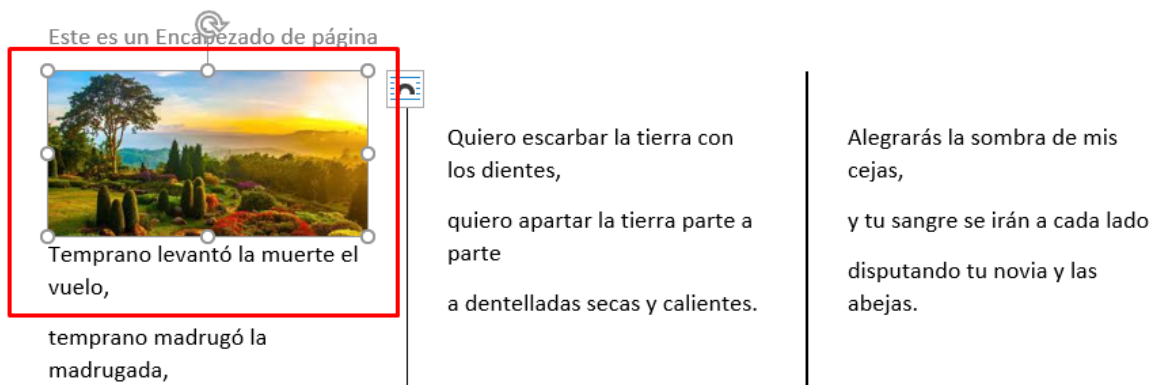 Este es un Encabezado de página
Temprano levantó la muerte el
vuelo,
temprano madrugó la
madrugada,
Quiero escarbar la tierra con
los dientes,
quiero apartar la tierra parte a
parte
a dentelladas secas y calientes.
Alegrarás la sombra de mis
cejas,
y tu sangre se irán a cada lado
disputando tu novia y las
abejas.